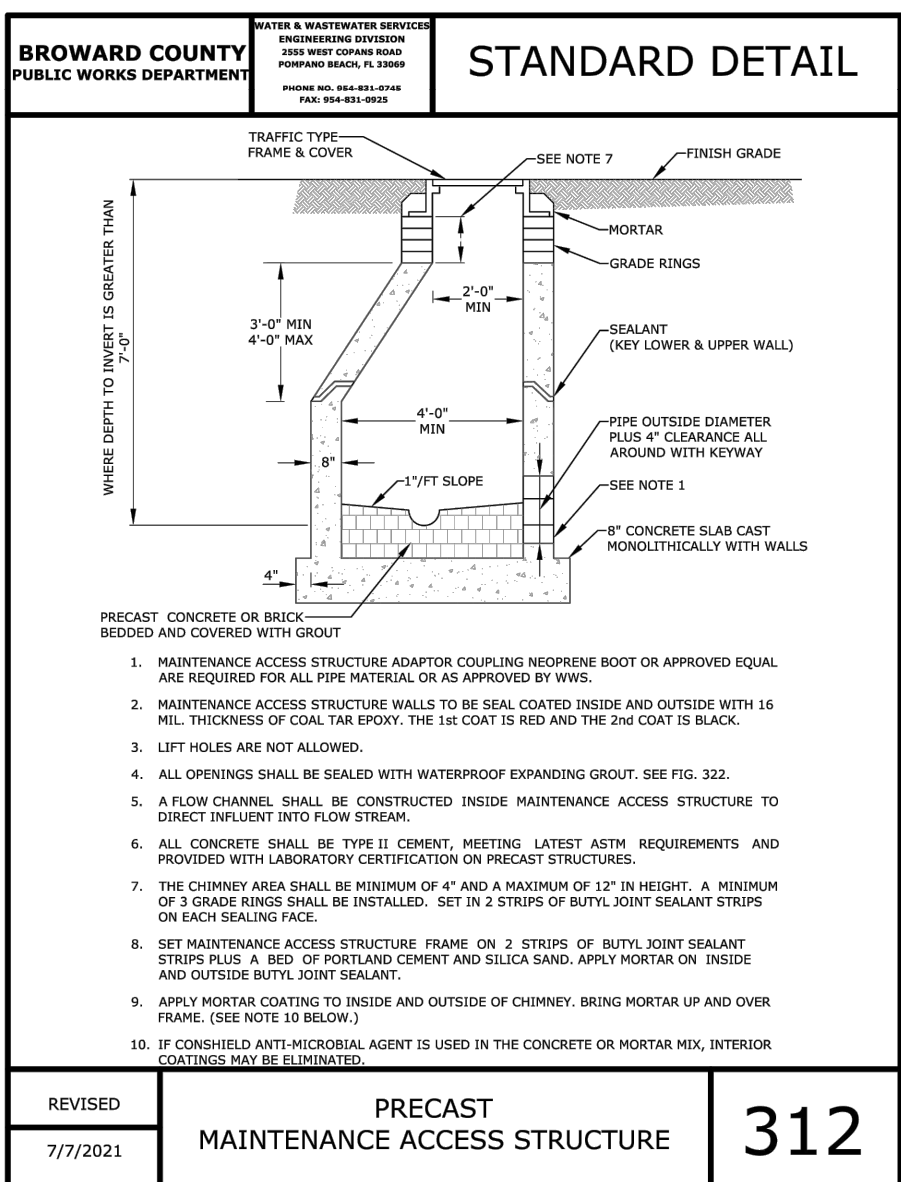 BROWARD COUNTY
PUBLIC WORKS DEPARTMENT
WATER & WASTEWATER SERVICES
ENGINEERING DIVISION
2555 WEST COPANS ROAD
POMPANO BEACH, FL 33069
PHONE NO. 954-831-0745
FAX: 954-831-0925
STANDARD DETAIL
TRAFFIC TYPE
FRAME & COVER
SEE NOTE 7
FINISH GRADE
MORTAR
GRADE RINGS
WHERE DEPTH TO INVERT IS GREATER THAN
7'-0"
2'-0"
MIN
3'-0" MIN
4'-0" MAX
SEALANT
(KEY LOWER & UPPER WALL)
4'-0"
MIN
PIPE OUTSIDE DIAMETER
PLUS 4" CLEARANCE ALL
AROUND WITH KEYWAY
8"
1"/FT SLOPE
SEE NOTE 1
8" CONCRETE SLAB CAST
MONOLITHICALLY WITH WALLS
4"
PRECAST CONCRETE OR BRICK
BEDDED AND COVERED WITH GROUT
1. MAINTENANCE ACCESS STRUCTURE ADAPTOR COUPLING NEOPRENE BOOT OR APPROVED EQUAL
ARE REQUIRED FOR ALL PIPE MATERIAL OR AS APPROVED BY WWS.
2. MAINTENANCE ACCESS STRUCTURE WALLS TO BE SEAL COATED INSIDE AND OUTSIDE WITH 16
MIL. THICKNESS OF COAL TAR EPOXY. THE 1st COAT IS RED AND THE 2nd COAT IS BLACK.
3. LIFT HOLES ARE NOT ALLOWED.
4. ALL OPENINGS SHALL BE SEALED WITH WATERPROOF EXPANDING GROUT. SEE FIG. 322.
5. A FLOW CHANNEL SHALL BE CONSTRUCTED INSIDE MAINTENANCE ACCESS STRUCTURE TO
DIRECT INFLUENT INTO FLOW STREAM.
6. ALL CONCRETE SHALL BE TYPE II CEMENT, MEETING LATEST ASTM REQUIREMENTS AND
PROVIDED WITH LABORATORY CERTIFICATION ON PRECAST STRUCTURES.
7. THE CHIMNEY AREA SHALL BE MINIMUM OF 4" AND A MAXIMUM OF 12" IN HEIGHT. A MINIMUM
OF 3 GRADE RINGS SHALL BE INSTALLED. SET IN 2 STRIPS OF BUTYL JOINT SEALANT STRIPS
ON EACH SEALING FACE.
8. SET MAINTENANCE ACCESS STRUCTURE FRAME ON 2 STRIPS OF BUTYL JOINT SEALANT
STRIPS PLUS A BED OF PORTLAND CEMENT AND SILICA SAND. APPLY MORTAR ON INSIDE
AND OUTSIDE BUTYL JOINT SEALANT.
9. APPLY MORTAR COATING TO INSIDE AND OUTSIDE OF CHIMNEY. BRING MORTAR UP AND OVER
FRAME. (SEE NOTE 10 BELOW.)
10. IF CONSHIELD ANTI-MICROBIAL AGENT IS USED IN THE CONCRETE OR MORTAR MIX, INTERIOR
COATINGS MAY BE ELIMINATED.
REVISED
7/7/2021
PRECAST
MAINTENANCE ACCESS STRUCTURE
312